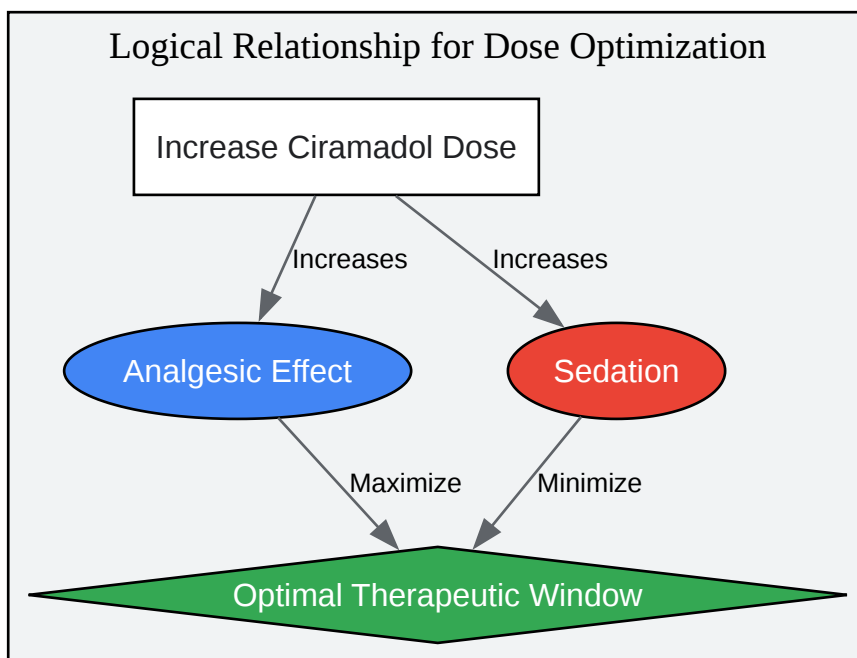 Logical Relationship for Dose Optimization
Increase Ciramadol Dose
Increases
Increases
Analgesic Effect
Sedation
Maximize
Minimize
Optimal Therapeutic Window